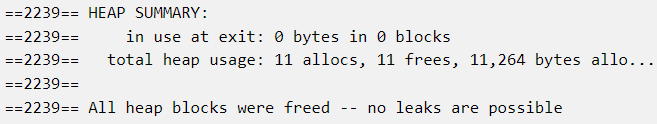 ==2239== HEAP SUMMARY:
==2239==     in use at exit: 0 bytes in 0 blocks
==2239==   total heap usage: 11 allocs, 11 frees, 11,264 bytes allo...
==2239==
==2239== All heap blocks were freed -- no leaks are possible